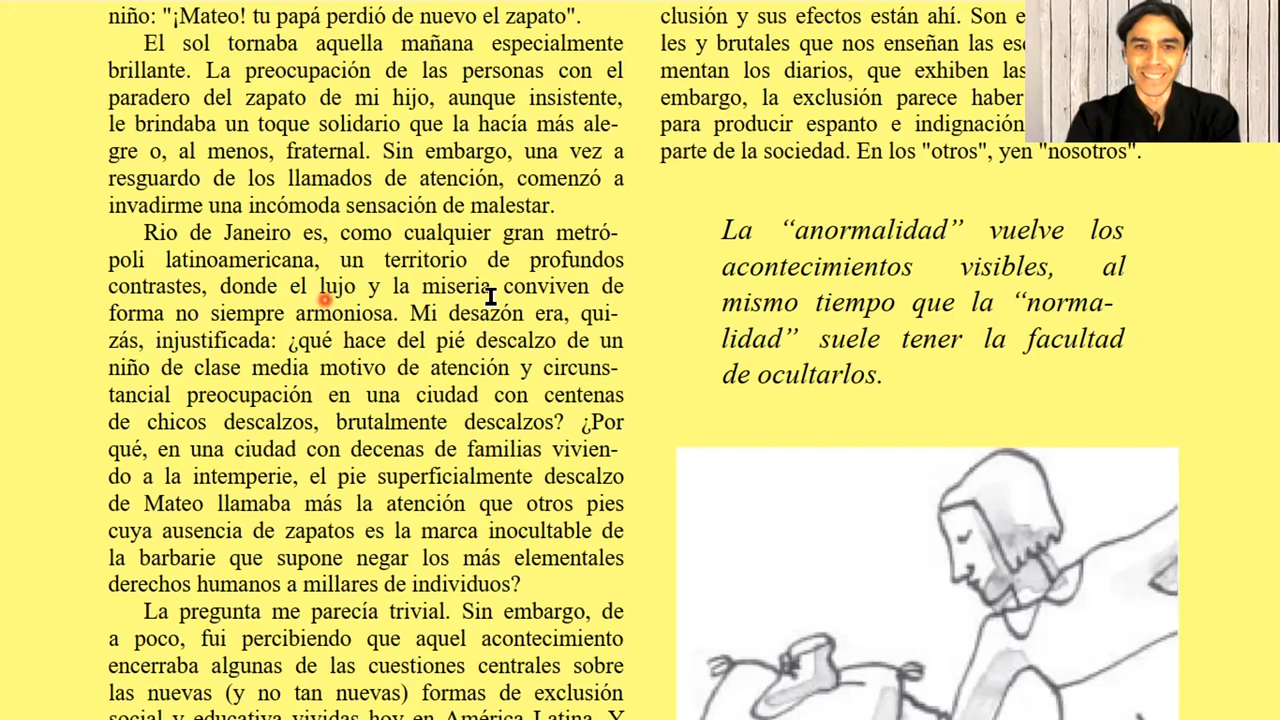 niño: "¡Mateo! tu papá perdió de nuevo el zapato".
El sol tornaba aquella mañana especialmente
brillante. La preocupación de las personas con el
paradero del zapato de mi hijo, aunque insistente,
le brindaba un toque solidario que la hacía más ale-
gre o, al menos, fraternal. Sin embargo, una vez a
resguardo de los llamados de atención, comenzó a
invadirme una incómoda sensación de malestar.
Rio de Janeiro es, como cualquier gran metró-
poli latinoamericana, un territorio de profundos
contrastes, donde el lujo y la miseria conviven de
forma no siempre armoniosa. Mi desazón era, qui-
zás, injustificada: ¿qué hace del pié descalzo de un
niño de clase media motivo de atención y circuns-
tancial preocupación en una ciudad con centenas
de chicos descalzos, brutalmente descalzos? ¿Por
qué, en una ciudad con decenas de familias vivien-
do a la intemperie, el pie superficialmente descalzo
de Mateo llamaba más la atención que otros pies
cuya ausencia de zapatos es la marca inocultable de
la barbarie que supone negar los más elementales
derechos humanos a millares de individuos?
La pregunta me parecía trivial. Sin embargo, de
a poco, fui percibiendo que aquel acontecimiento
encerraba algunas de las cuestiones centrales sobre
las nuevas (y no tan nuevas) formas de exclusión
social y educativa vividas hoy en América Latina. Y
clusión y sus efectos están ahí. Son e
les y brutales que nos enseñan las es
mentan los diarios, que exhiben las
embargo, la exclusión parece haber
para producir espanto e indignación
parte de la sociedad. En los "otros", yen "nosotros".
La “anormalidad” vuelve los
acontecimientos visibles, al
mismo tiempo que la “norma-
lidad” suele tener la facultad
de ocultarlos.